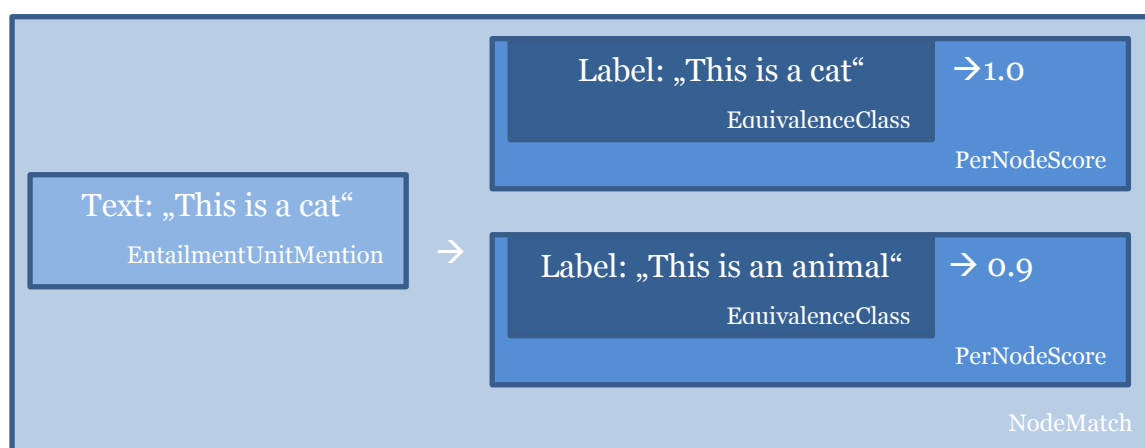 Label: „This is a cat“
→1.0
EquivalenceClass
PerNodeScore
Text: „This is a cat“
EntailmentUnitMention
→
Label: „This is an animal“
→ 0.9
EquivalenceClass
PerNodeScore
NodeMatch